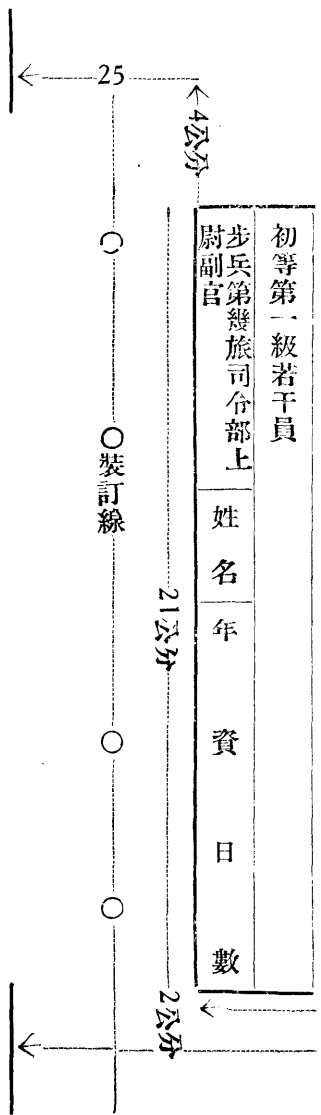 初等第一級若干員
步兵第幾旅司令部上
尉副官
姓名
年資日數
4公分
21公分
2公分
25
裝訂線